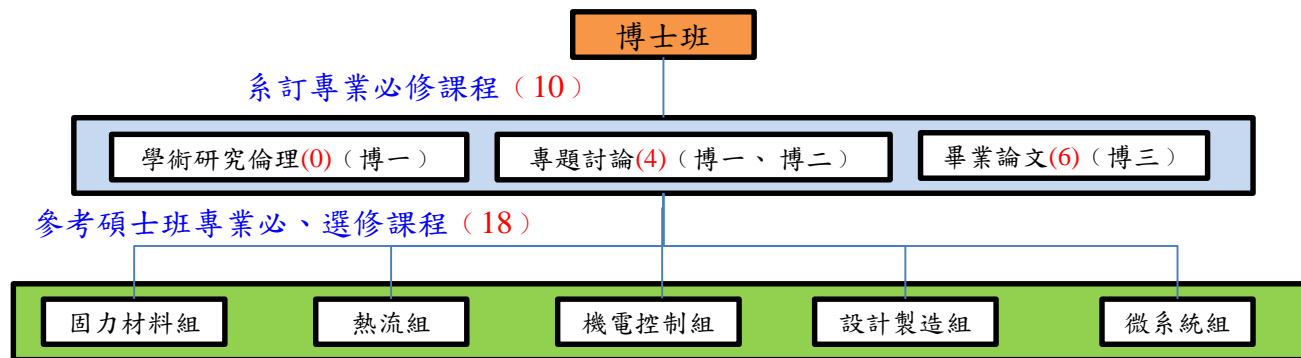 博士班
系訂專業必修課程（10）
學術研究倫理(0)（博一）
專題討論(4)（博一、博二）
畢業論文(6)（博三）
參考碩士班專業必、選修課程（18）
固力材料組
熱流組
機電控制組
設計製造組
微系統組